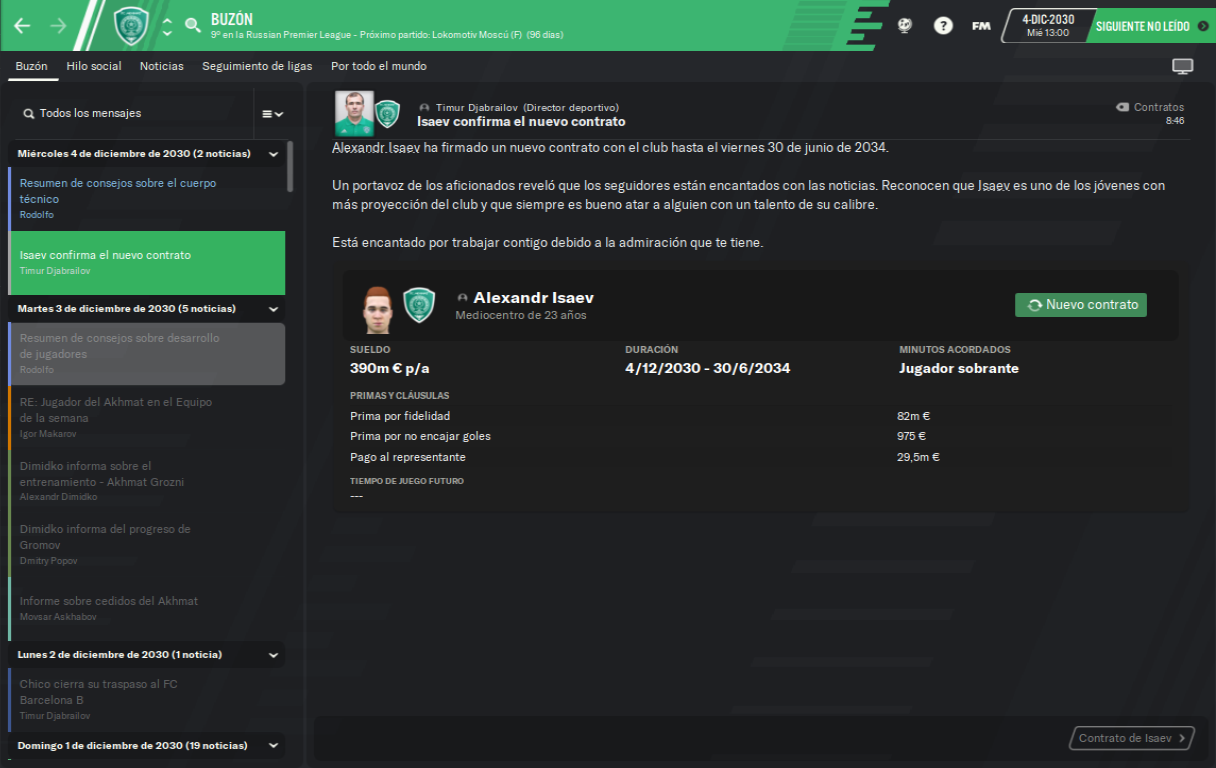 BUZÓN
9º en la Russian Premier League - Próximo partido: Lokomotiv Moscú (F) (96 dias)
?
FM
4-DIC-2030
Mié 13:00
SIGUIENTE NO LEÍDO
Buzón Hilo social Noticias Seguimiento de ligas Por todo el mundo
Todos los mensajes
Miércoles 4 de diciembre de 2030 (2 noticias)
Resumen de consejos sobre el cuerpo
técnico
Rodolfo
Isaev confirma el nuevo contrato
Timur Djabrailov
Martes 3 de diciembre de 2030 (5 noticias)
Resumen de consejos sobre desarrollo
de jugadores
Rodolfo
RE: Jugador del Akhmat en el Equipo
de la semana
Igor Makarov
Dimidko informa sobre el
entrenamiento - Akhmat Grozni
Alexandr Dimidko
Dimidko informa del progreso de
Gromov
Dmitry Popov
Informe sobre cedidos del Akhmat
Movsar Askhabov
Lunes 2 de diciembre de 2030 (1 noticia)
Chico cierra su traspaso al FC
Barcelona B
Timur Djabrailov
Domingo 1 de diciembre de 2030 (19 noticias)
Timur Djabrailov (Director deportivo)
Isaev confirma el nuevo contrato
Contratos
8:46
Alexandr Isaev ha firmado un nuevo contrato con el club hasta el viernes 30 de junio de 2034.
Un portavoz de los aficionados reveló que los seguidores están encantados con las noticias. Reconocen que Isaev es uno de los jóvenes con
más proyección del club y que siempre es bueno atar a alguien con un talento de su calibre.
Está encantado por trabajar contigo debido a la admiración que te tiene.
Alexandr Isaev
Mediocentro de 23 años
Nuevo contrato
SUELDO DURACIÓN MINUTOS ACORDADOS
390m € p/a 4/12/2030 - 30/6/2034 Jugador sobrante
PRIMAS Y CLÁUSULAS
Prima por fidelidad 82m €
Prima por no encajar goles 975 €
Pago al representante 29,5m €
TIEMPO DE JUEGO FUTURO
---
Contrato de Isaev